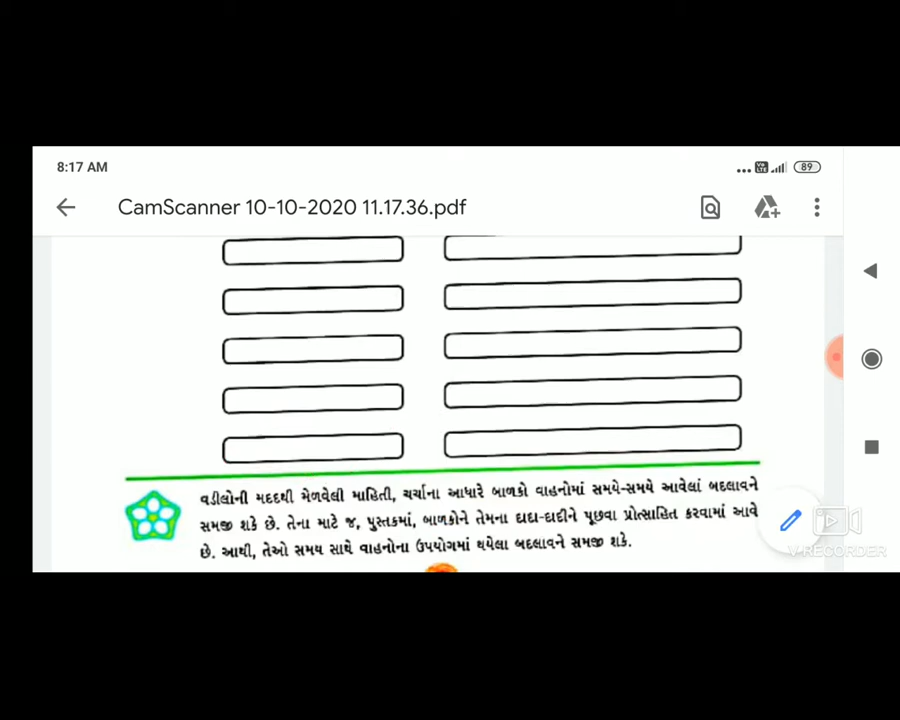 8:17 AM
Vo LTE
89
CamScanner 10-10-2020 11.17.36.pdf
વડીલોની મદદથી મેળવેલી માહિતી, ચર્ચાના આધારે બાળકો વાહનોમાં સમયે-સમયે આવેલાં બદલાવને
સમજી શકે છે. તેના માટે જ, પુસ્તકમાં, બાળકોને તેમના દાદા-દાદીને પૂછવા પ્રોત્સાહિત કરવામાં આવે
છે. આથી, તેઓ સમય સાથે વાહનોના ઉપયોગમાં થયેલા બદલાવને સમજી શકે.
V-RECORDER